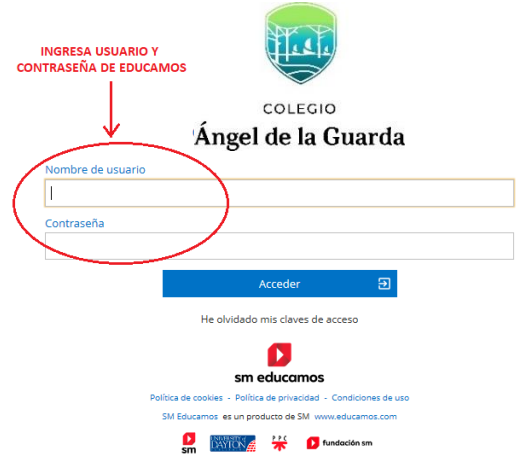 INGRESA USUARIO Y
CONTRASEÑA DE EDUCAMOS
COLEGIO
Ángel de la Guarda
Nombre de usuario
Contraseña
Acceder
He olvidado mis claves de acceso
sm educamos
Política de cookies - Política de privacidad - Condiciones de uso
SM Educamos es un producto de SM www.educamos.com
sm UNIVERSITY of DAYTON PPC fundación sm